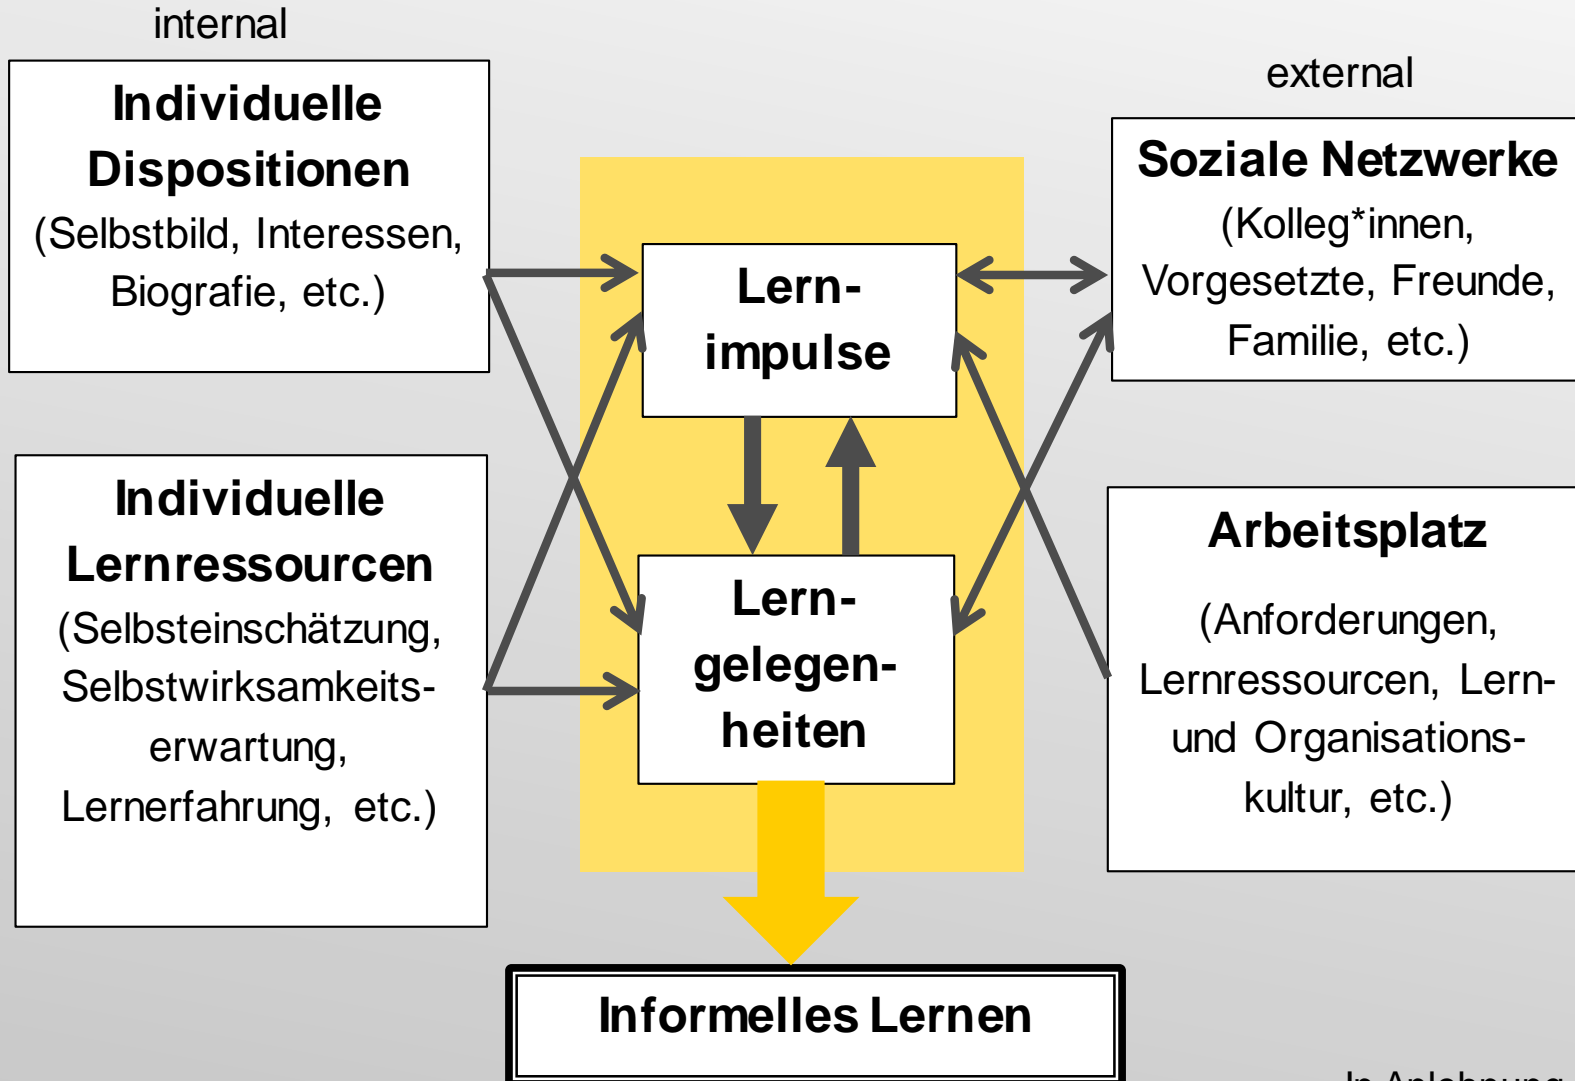 internal
Individuelle
Dispositionen
(Selbstbild, Interessen,
Biografie, etc.)
Individuelle
Lernressourcen
(Selbsteinschätzung,
Selbstwirksamkeits-
erwartung,
Lernerfahrung, etc.)
Lern-
impulse
Lern-
gelegen-
heiten
external
Soziale Netzwerke
(Kolleg*innen,
Vorgesetzte, Freunde,
Familie, etc.)
Arbeitsplatz
(Anforderungen,
Lernressourcen, Lern-
und Organisations-
kultur, etc.)
Informelles Lernen
In Anlehnung